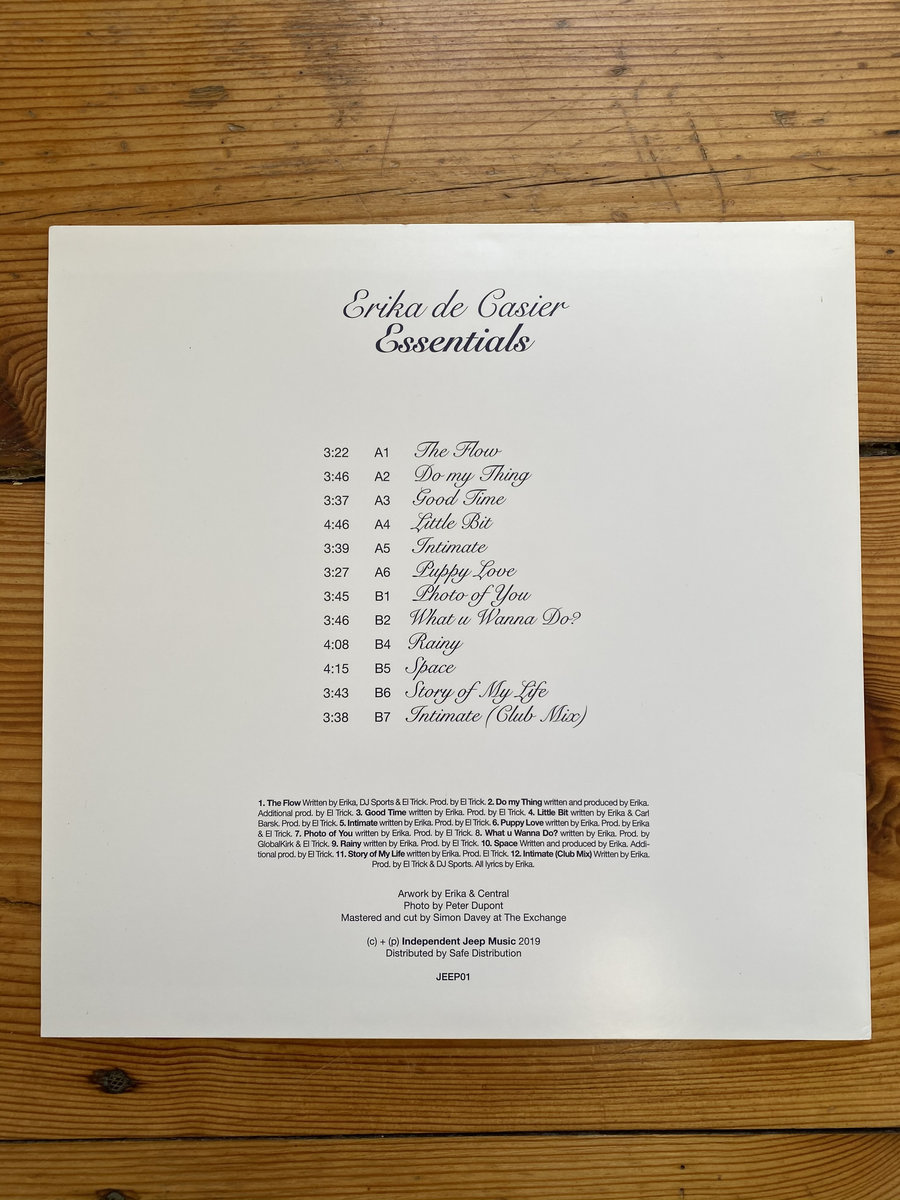 Erika de Casier
Essentials
3:22 A1 The Flow
3:46 A2 Do my Thing
3:37 A3 Good Time
4:46 A4 Little Bit
3:39 A5 Intimate
3:27 A6 Puppy Love
3:45 B1 Photo of You
3:46 B2 What u Wanna Do?
4:08 B4 Rainy
4:15 B5 Space
3:43 B6 Story of My Life
3:38 B7 Intimate (Club Mix)
1. The Flow Written by Erika, DJ Sports & El Trick. Prod. by El Trick. 2. Do my Thing written and produced by Erika.
Additional prod. by El Trick. 3. Good Time written by Erika. Prod. by El Trick. 4. Little Bit written by Erika & Carl
Barsk. Prod. by El Trick. 5. Intimate written by Erika. Prod. by El Trick. 6. Puppy Love written by Erika. Prod. by Erika
& El Trick. 7. Photo of You written by Erika. Prod. by El Trick. 8. What u Wanna Do? written by Erika. Prod. by
GlobalKirk & El Trick. 9. Rainy written by Erika. Prod. by El Trick. 10. Space Written and produced by Erika. Addi-
tional prod. by El Trick. 11. Story of My Life written by Erika. Prod. El Trick. 12. Intimate (Club Mix) Written by Erika.
Prod. by El Trick & DJ Sports. All lyrics by Erika.
Arwork by Erika & Central
Photo by Peter Dupont
Mastered and cut by Simon Davey at The Exchange
(c) + (p) Independent Jeep Music 2019
Distributed by Safe Distribution
JEEP01